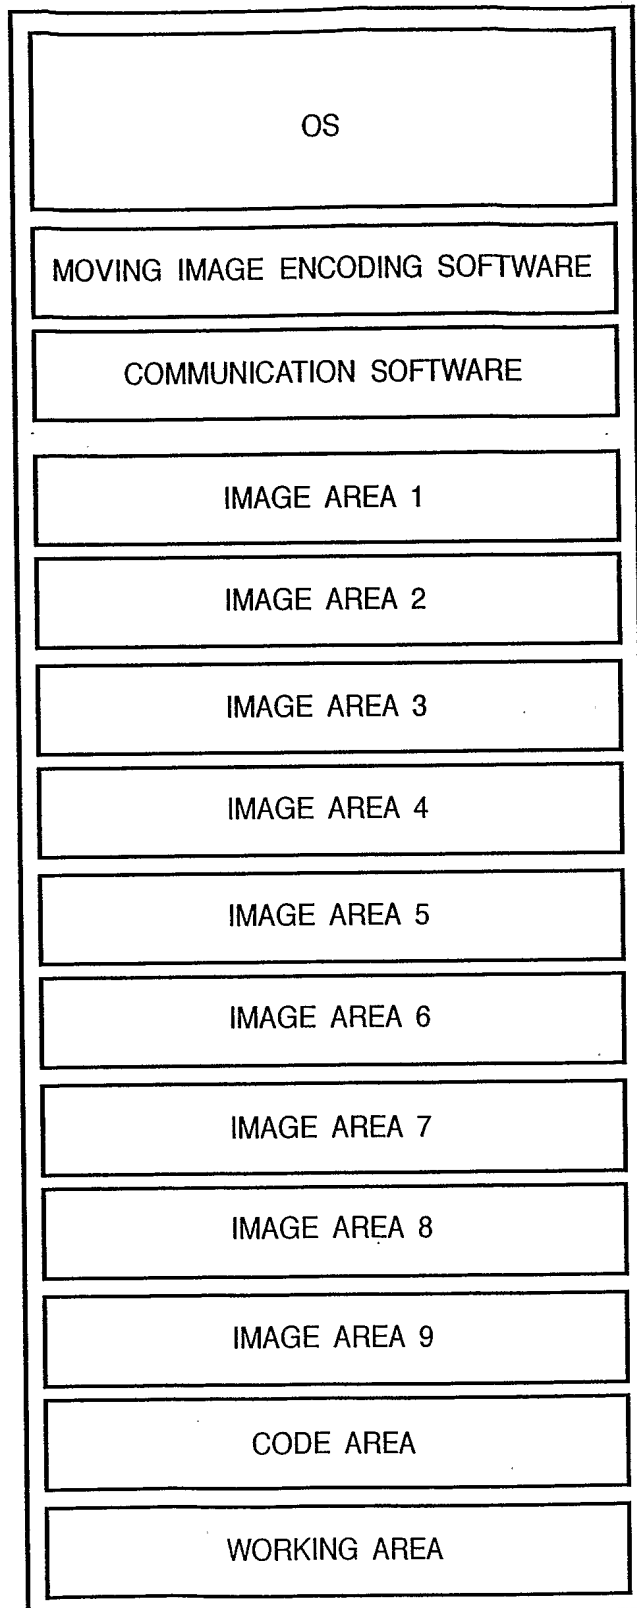 OS
MOVING IMAGE ENCODING SOFTWARE
COMMUNICATION SOFTWARE
IMAGE AREA 1
IMAGE AREA 2
IMAGE AREA 3
IMAGE AREA 4
IMAGE AREA 5
IMAGE AREA 6
IMAGE AREA 7
IMAGE AREA 8
IMAGE AREA 9
CODE AREA
WORKING AREA